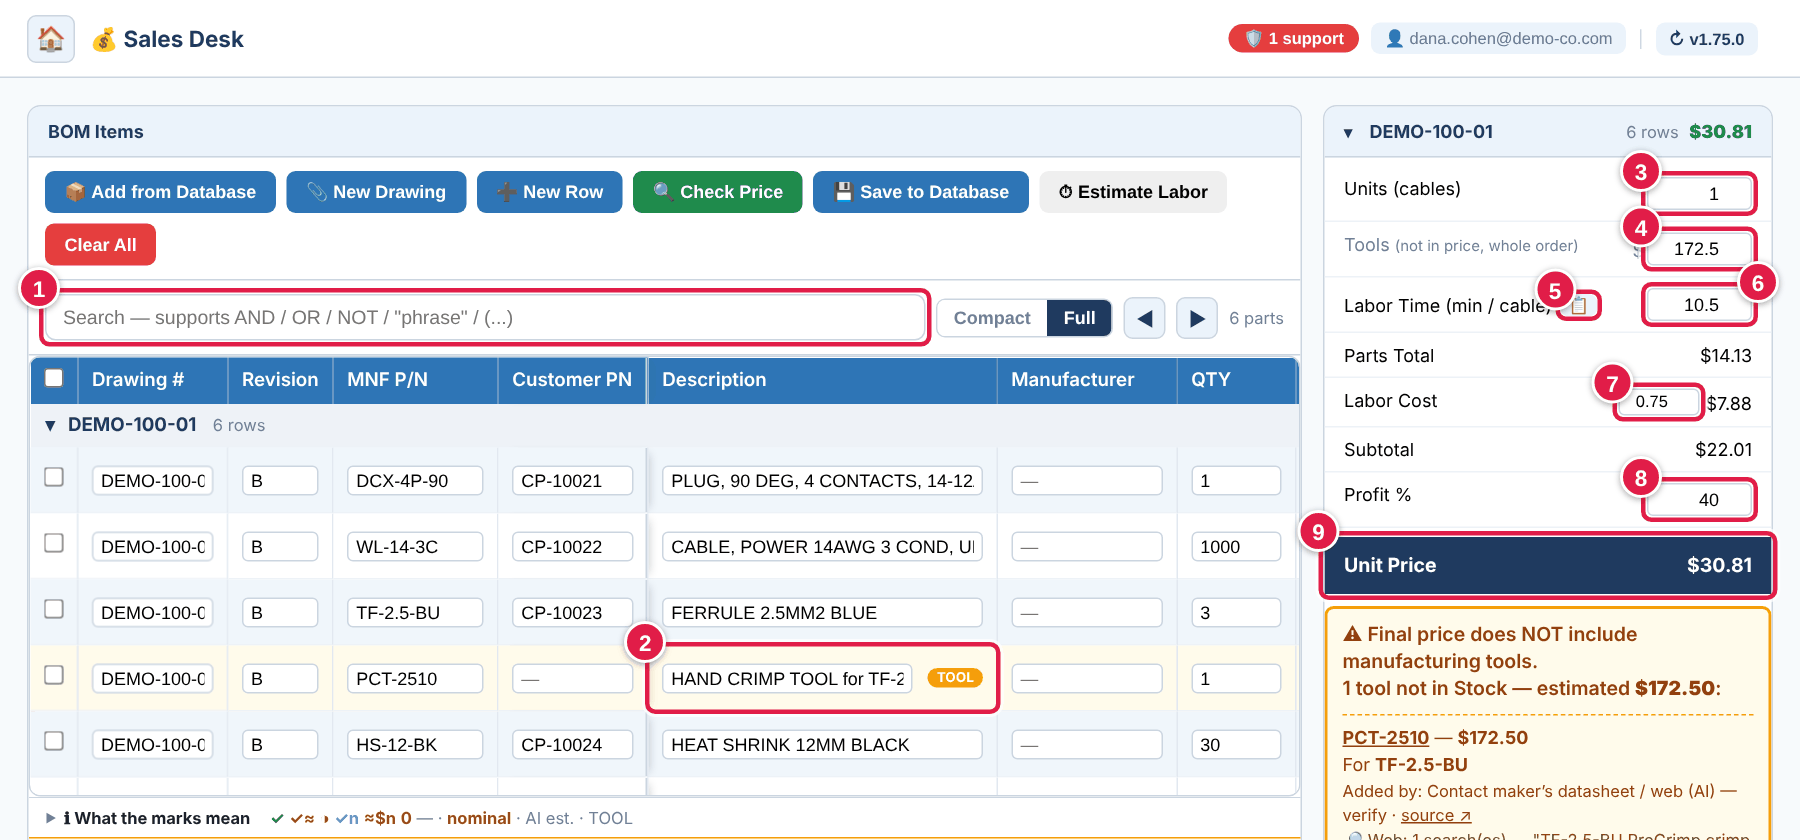 Sales Desk
1 support
dana.cohen@demo-co.com
v1.75.0
BOM Items
Add from Database
New Drawing
New Row
Check Price
Save to Database
Estimate Labor
Clear All
1
Search — supports AND / OR / NOT / "phrase" / (...)
Compact
Full
6 parts
Drawing # Revision MNF P/N Customer PN Description Manufacturer QTY
DEMO-100-01 6 rows
DEMO-100-0 B DCX-4P-90 CP-10021 PLUG, 90 DEG, 4 CONTACTS, 14-12 — 1
DEMO-100-0 B WL-14-3C CP-10022 CABLE, POWER 14AWG 3 COND, — 1000
DEMO-100-0 B TF-2.5-BU CP-10023 FERRULE 2.5MM2 BLUE — 3
2
DEMO-100-0 B PCT-2510 — HAND CRIMP TOOL for TF-2 TOOL — 1
DEMO-100-0 B HS-12-BK CP-10024 HEAT SHRINK 12MM BLACK — 30
What the marks mean ✓ ✓≈ ◗ ✓n ≈$n 0 — · nominal · AI est. · TOOL
DEMO-100-01 6 rows $30.81
3
Units (cables) 1
4
Tools (not in price, whole order) 172.5
5
6
Labor Time (min / cable) 10.5
Parts Total $14.13
7
Labor Cost 0.75 $7.88
Subtotal $22.01
8
Profit % 40
9
Unit Price $30.81
⚠ Final price does NOT include
manufacturing tools.
1 tool not in Stock — estimated $172.50:
PCT-2510 — $172.50
For TF-2.5-BU
Added by: Contact maker's datasheet / web (AI) —
verify · source ↗
Web: 1 search(es) — "TF-2.5-BU ProCrimp crimp